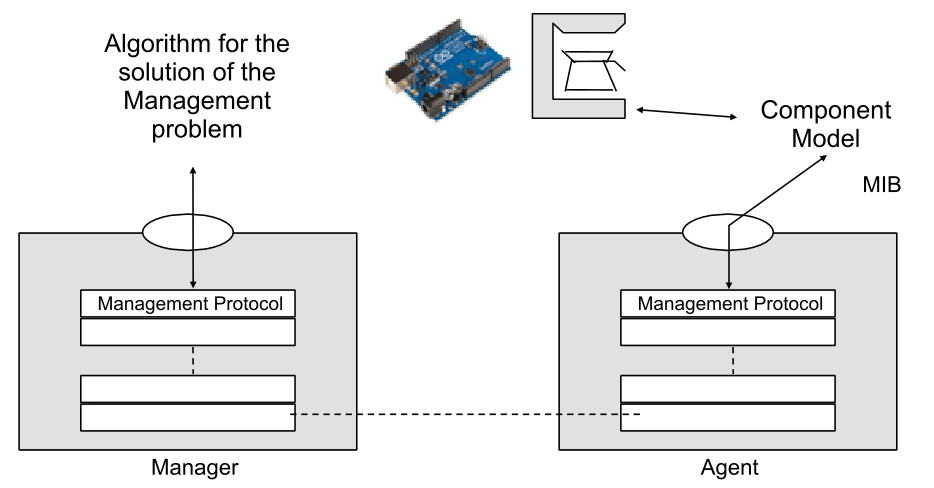 Algorithm for the
solution of the
Management
problem
Component
Model
MIB
Management Protocol
Management Protocol
Manager
Agent